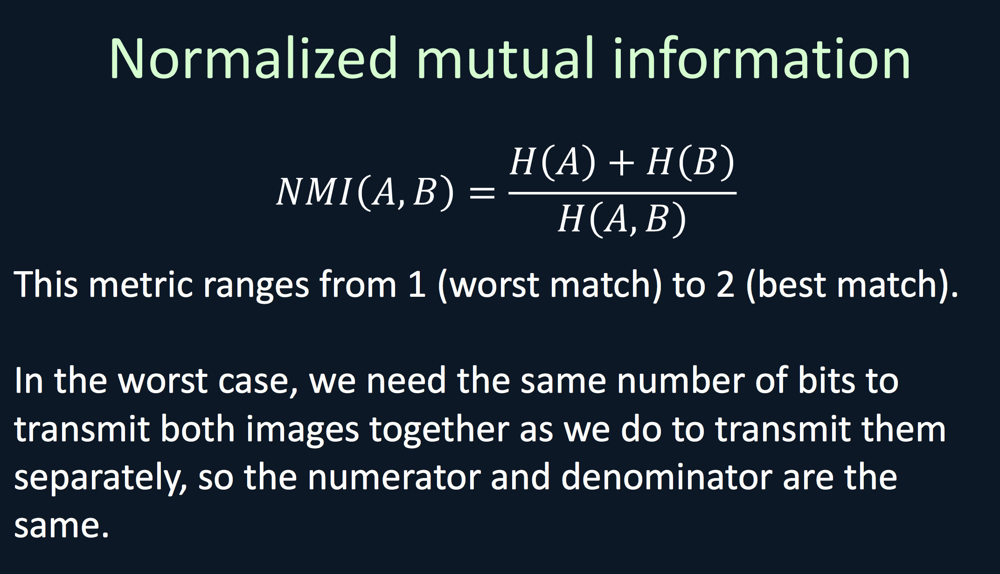 Normalized mutual information
NMI(A, B) = \frac{H(A) + H(B)}{H(A, B)}
This metric ranges from 1 (worst match) to 2 (best match).
In the worst case, we need the same number of bits to
transmit both images together as we do to transmit them
separately, so the numerator and denominator are the
same.